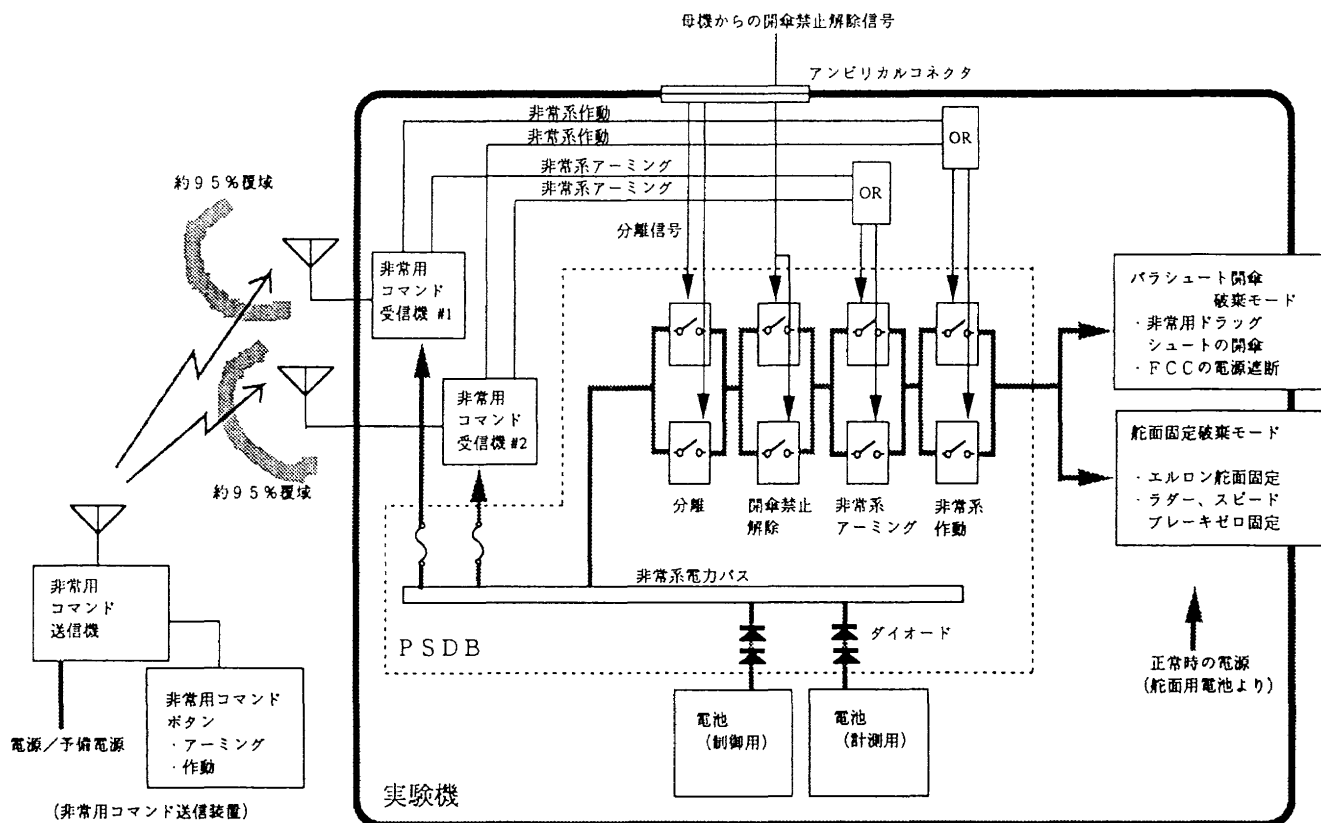 母機からの開傘禁止解除信号
アンビリカルコネクタ
非常系作動
非常系作動
OR
非常系アーミング
非常系アーミング
OR
約95%覆域
分離信号
非常用
コマンド
受信機 #1
非常用
コマンド
受信機 #2
約95%覆域
パラシュート開傘
破棄モード
・非常用ドラッグ
シュートの開傘
・FCCの電源遮断
舵面固定破棄モード
・エルロン舵面固定
・ラダー、スピード
ブレーキゼロ固定
分離
開傘禁止
解除
非常系
アーミング
非常系
作動
非常系電力バス
ダイオード
PSDB
非常用
コマンド
送信機
正常時の電源
(舵面用電池より)
非常用コマンド
ボタン
・アーミング
・作動
電源/予備電源
電池
(制御用)
電池
(計測用)
実験機
(非常用コマンド送信装置)